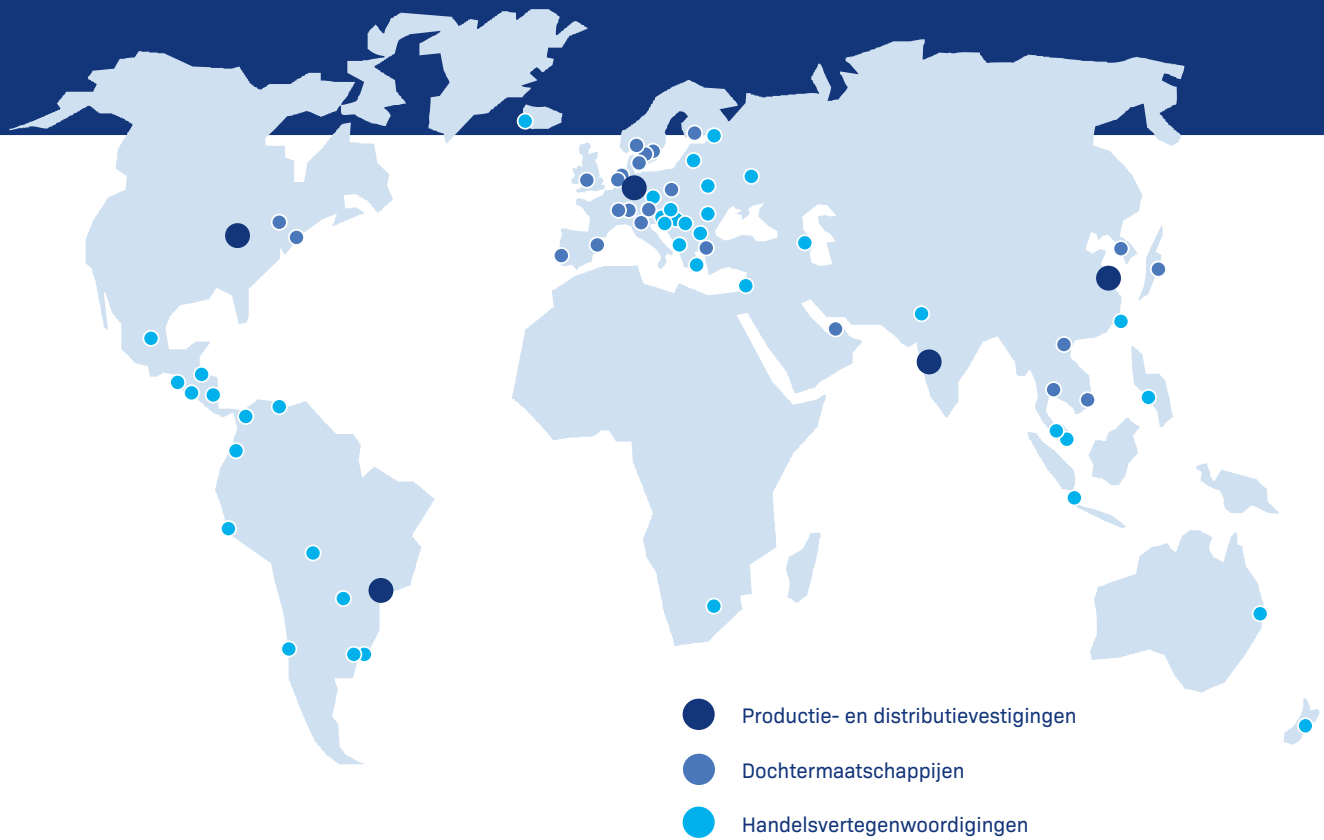 Productie- en distributievestigingen
Dochtermaatschappijen
Handelsvertegenwoordigingen